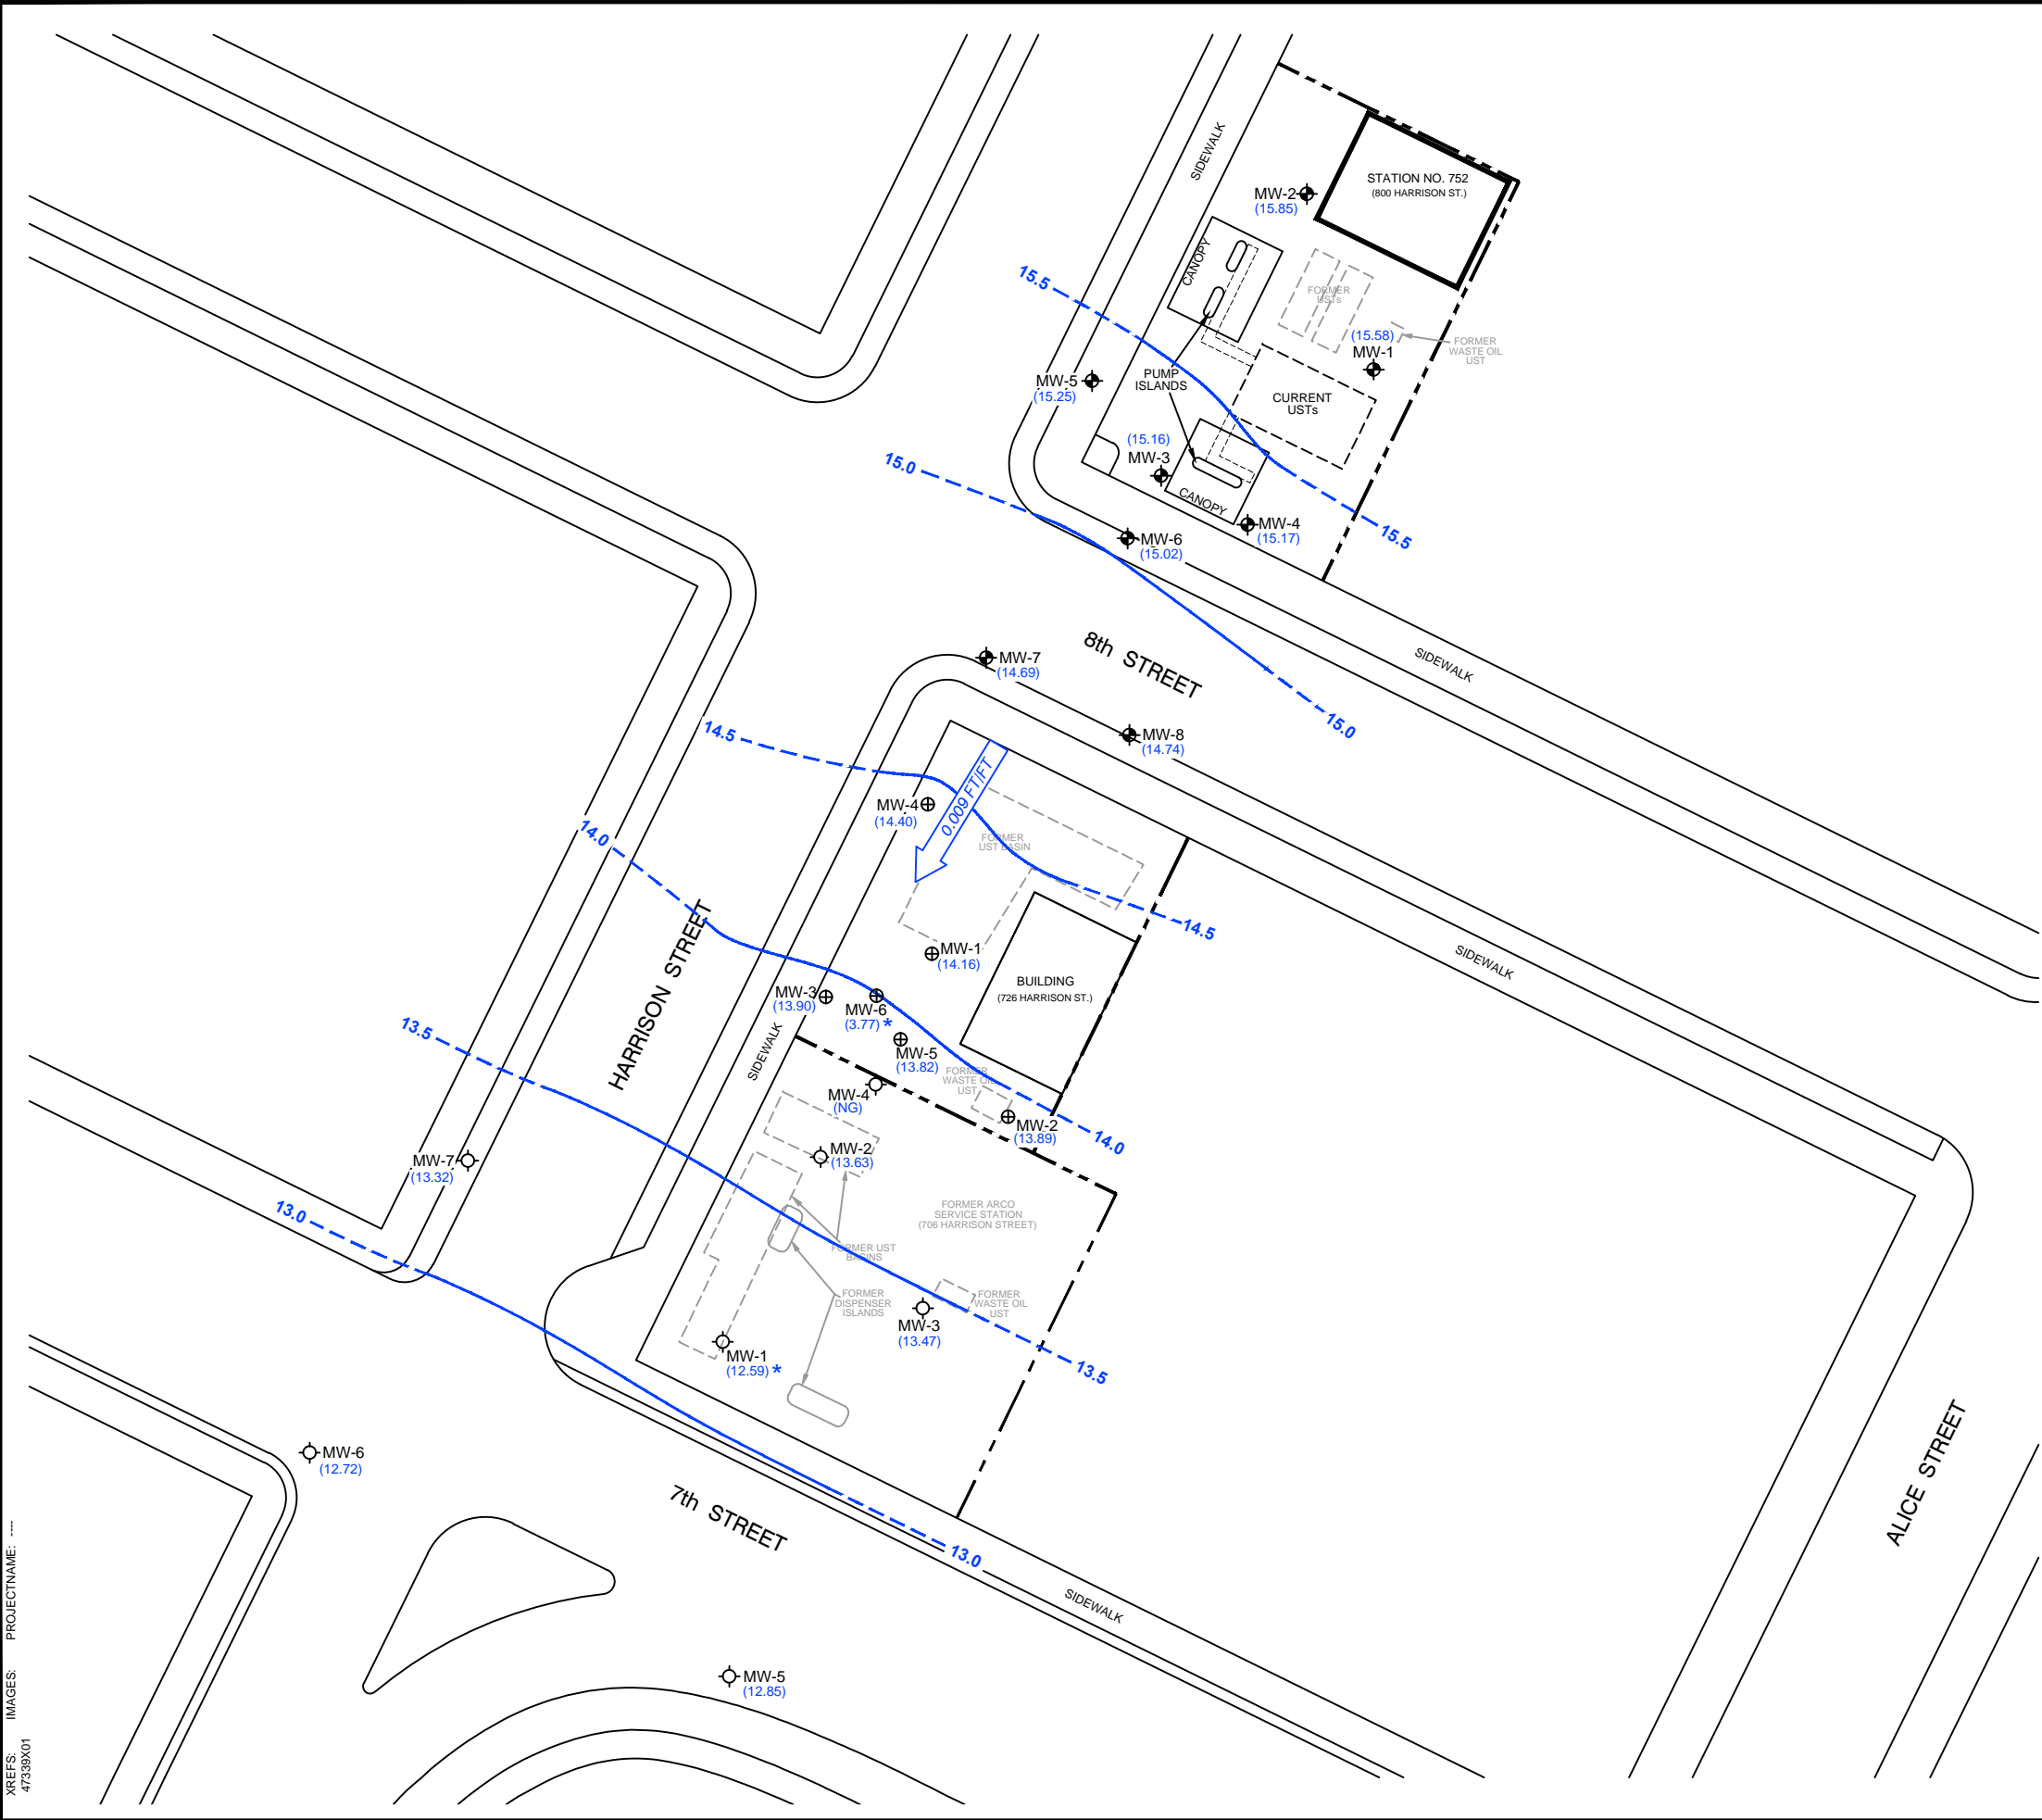 SIDEWALK
STATION NO. 752
(800 HARRISON ST.)
MW-2
(15.85)
CANOPY
15.5
FORMER
USTs
(15.58)
MW-1
FORMER
WASTE OIL
UST
MW-5
(15.25)
PUMP
ISLANDS
CURRENT
USTs
(15.16)
MW-3
15.0
CANOPY
MW-4
(15.17)
15.5
MW-6
(15.02)
8th STREET
SIDEWALK
MW-7
(14.69)
15.0
14.5
MW-8
(14.74)
0.009 FT/FT
MW-4
(14.40)
14.0
FORMER
UST BASIN
14.5
HARRISON STREET
MW-1
(14.16)
SIDEWALK
BUILDING
(726 HARRISON ST.)
MW-3
(13.90)
MW-6
(3.77) *
13.5
SIDEWALK
MW-5
(13.82)
FORMER
WASTE OIL
UST
MW-4
(NG)
MW-2
(13.89)
14.0
MW-2
(13.63)
MW-7
(13.32)
13.0
FORMER ARCO
SERVICE STATION
(706 HARRISON STREET)
FORMER UST
BASINS
FORMER
DISPENSER
ISLANDS
FORMER
WASTE OIL
UST
MW-3
(13.47)
MW-1
(12.59) *
13.5
MW-6
(12.72)
7th STREET
13.0
ALICE STREET
SIDEWALK
MW-5
(12.85)
XREFS: IMAGES: PROJECTNAME: ----
47339X01